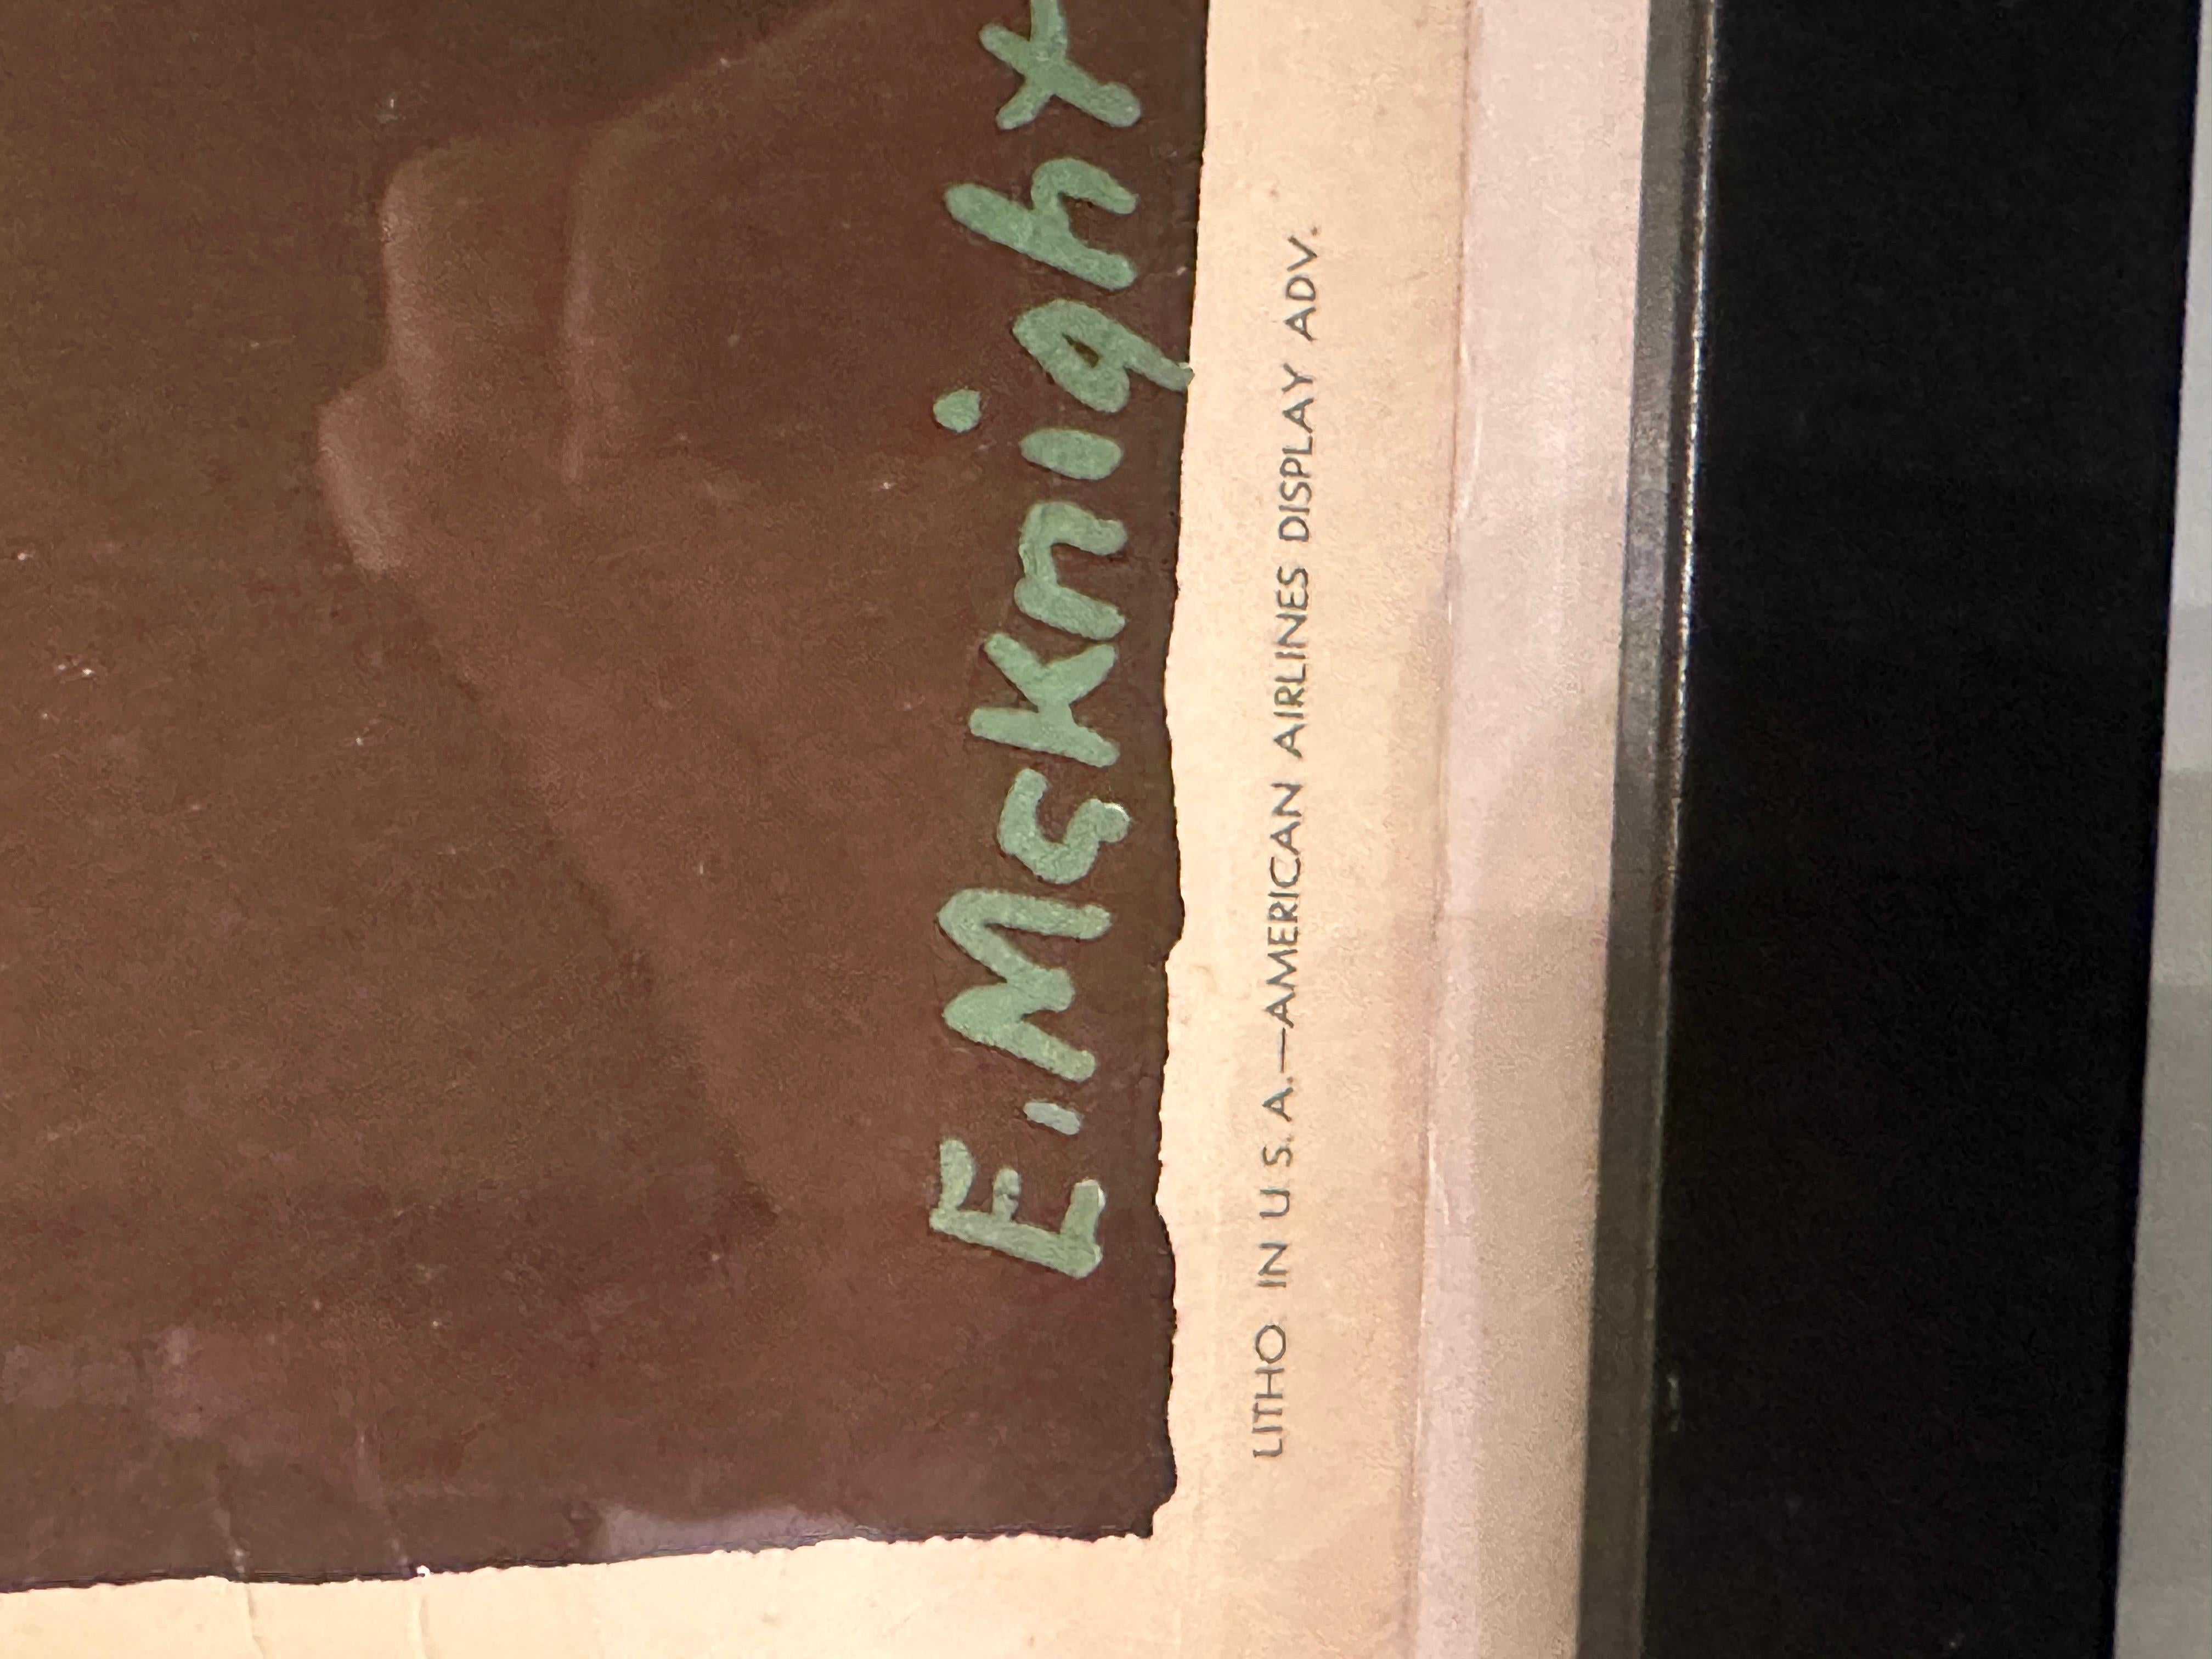 E. McKnight
LITHO IN U.S.A.—AMERICAN AIRLINES DISPLAY ADV.